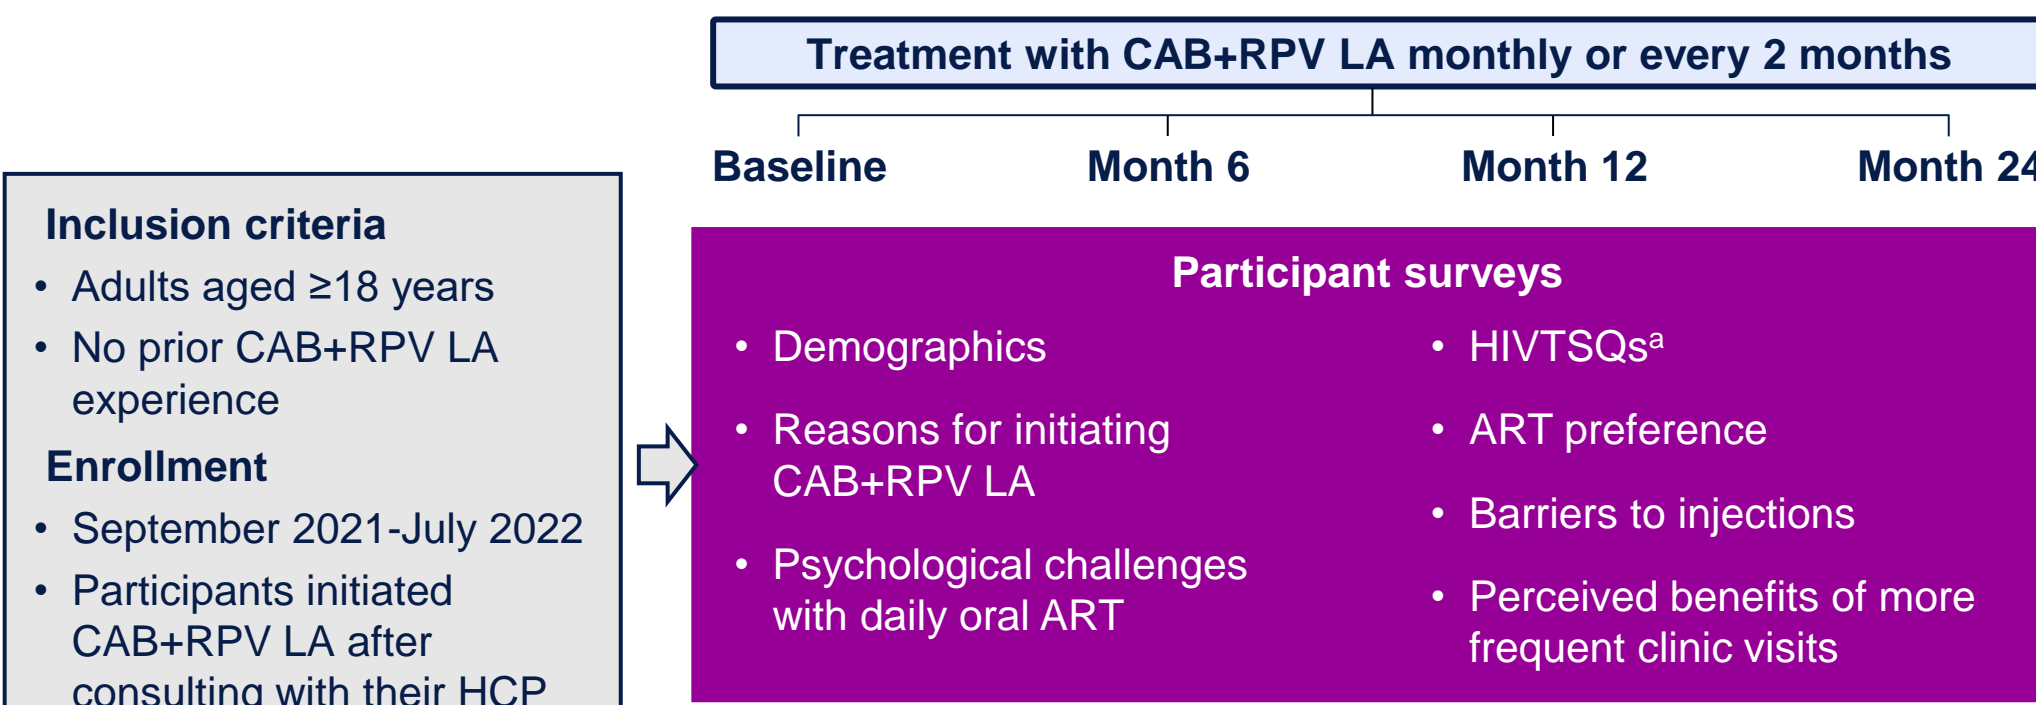 Treatment with CAB+RPV LA monthly or every 2 months
Baseline
Month 6
Month 12
Month 24
Inclusion criteria
• Adults aged ≥18 years
• No prior CAB+RPV LA
experience
Enrollment
• September 2021-July 2022
• Participants initiated
CAB+RPV LA after
consulting with their HCP
Participant surveys
• Demographics
• Reasons for initiating
CAB+RPV LA
• Psychological challenges
with daily oral ART
• HIVTSQsᵃ
• ART preference
• Barriers to injections
• Perceived benefits of more
frequent clinic visits